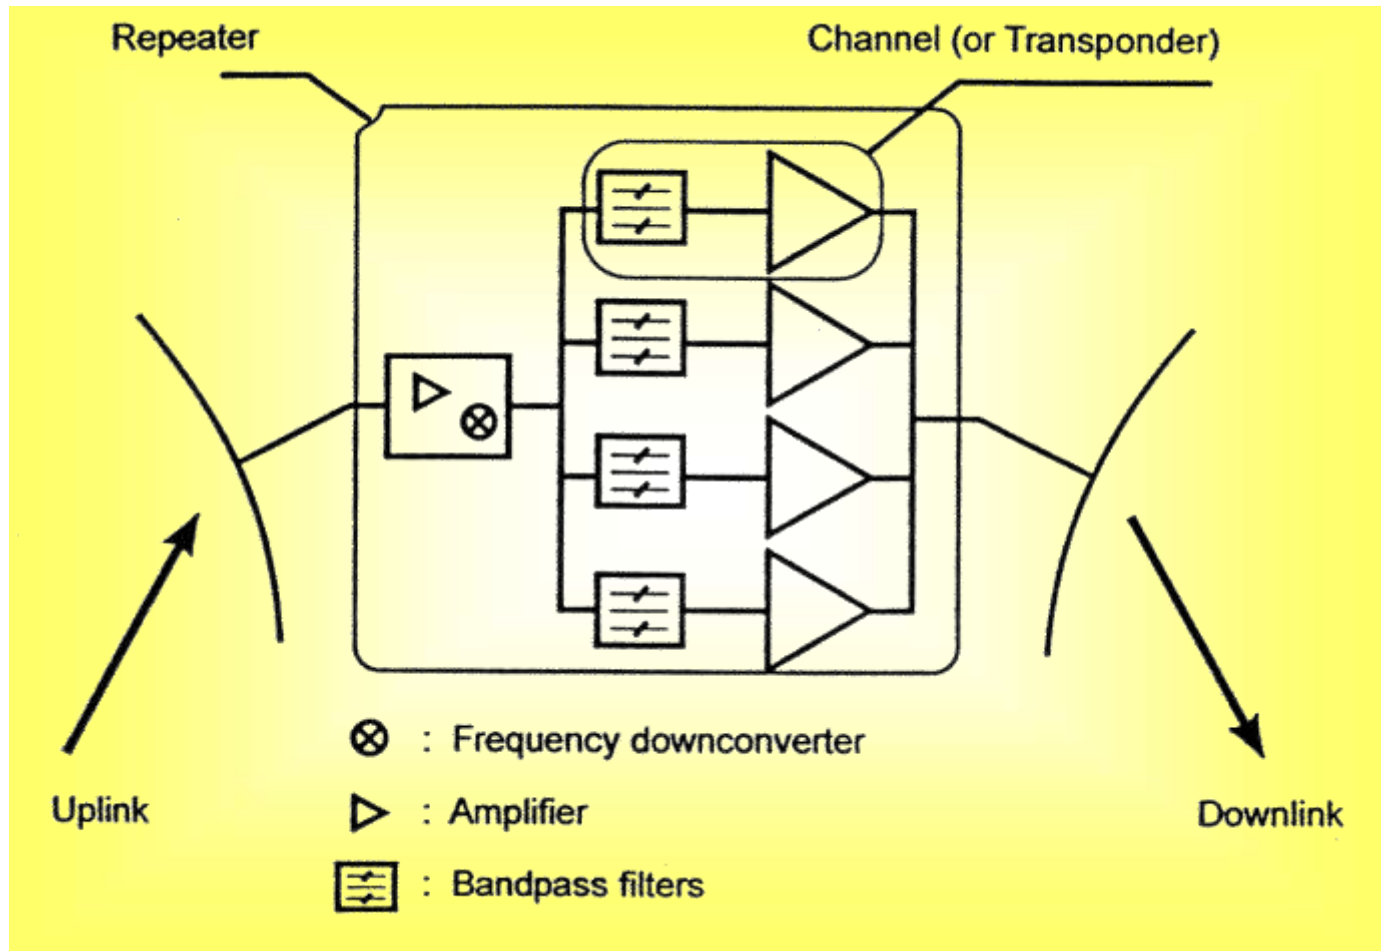 Repeater
Channel (or Transponder)
Uplink
Downlink
: Frequency downconverter
: Amplifier
: Bandpass filters